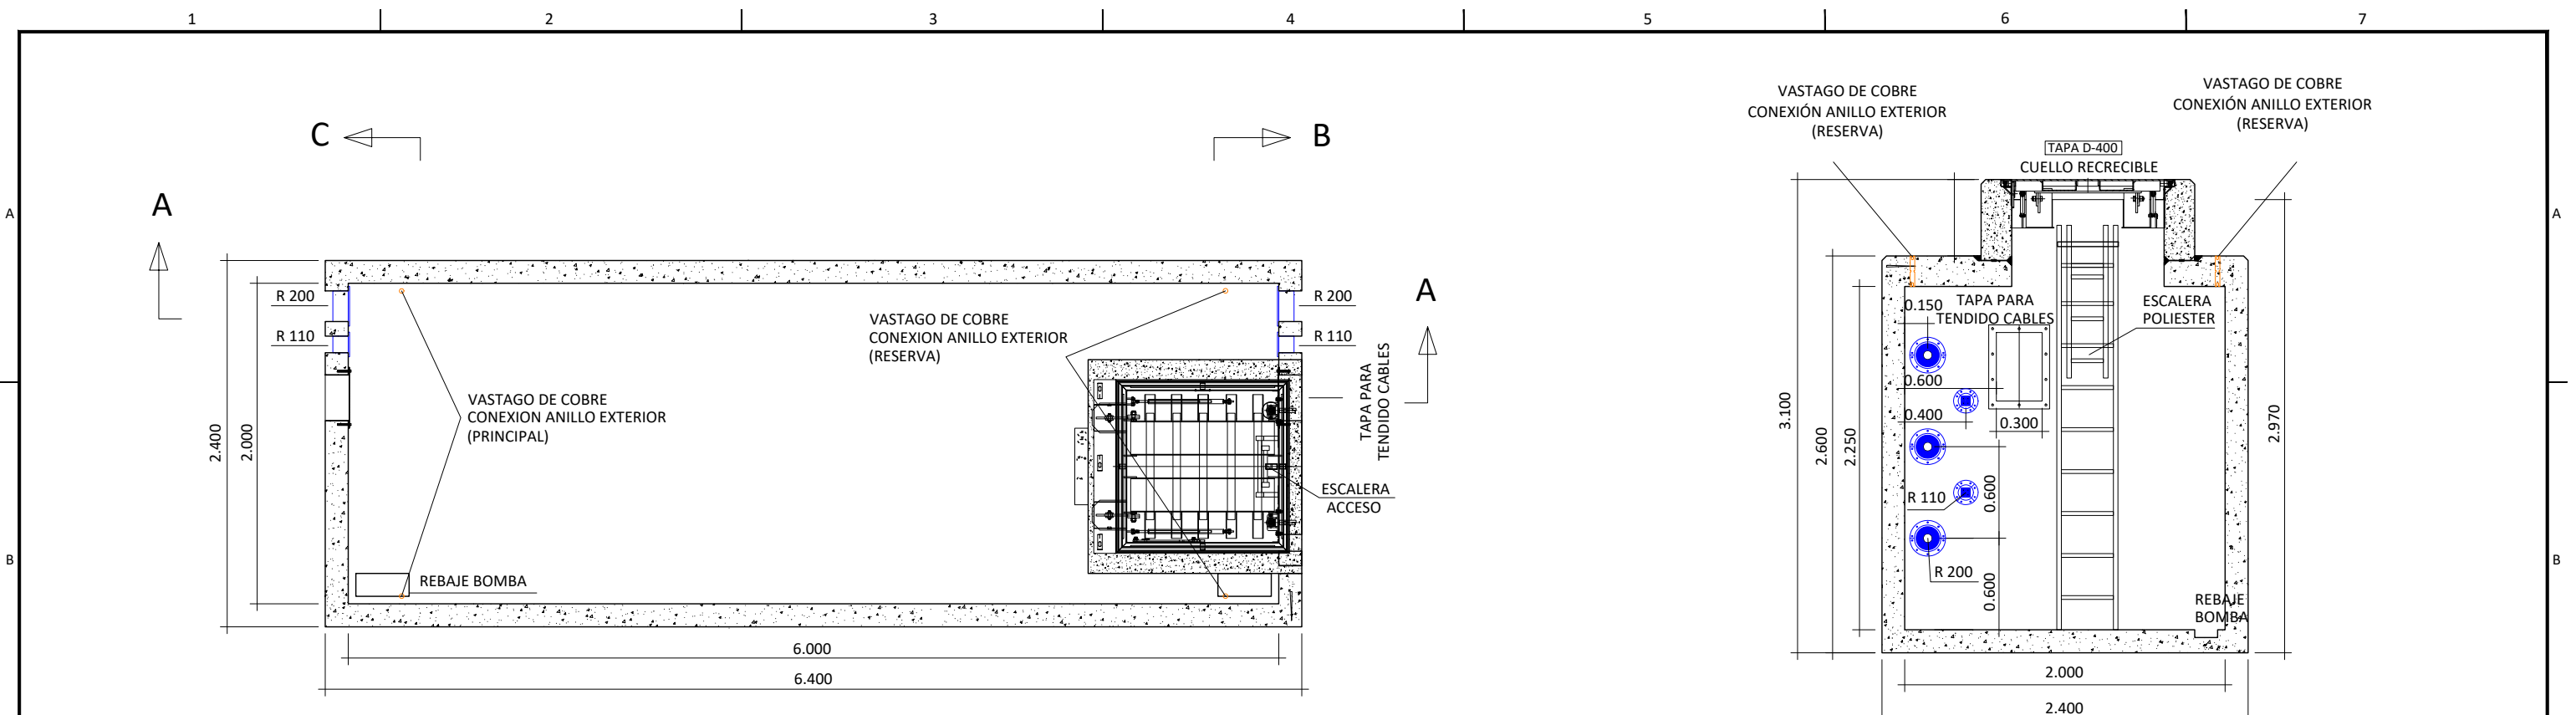 1
2
3
4
5
6
7
A
B
A
B
C
B
A
A
R 200
R 110
R 200
R 110
VASTAGO DE COBRE
CONEXION ANILLO EXTERIOR
(RESERVA)
VASTAGO DE COBRE
CONEXION ANILLO EXTERIOR
(PRINCIPAL)
TAPA PARA
TENDIDO CABLES
ESCALERA
ACCESO
REBAJE BOMBA
2.400
2.000
6.000
6.400
VASTAGO DE COBRE
CONEXIÓN ANILLO EXTERIOR
(RESERVA)
VASTAGO DE COBRE
CONEXIÓN ANILLO EXTERIOR
(RESERVA)
TAPA D-400
CUELLO RECRECIBLE
0.150
TAPA PARA
TENDIDO CABLES
ESCALERA
POLIESTER
0.600
0.400
0.300
R 110
0.600
R 200
0.600
REBAJE
BOMBA
3.100
2.600
2.250
2.970
2.000
2.400